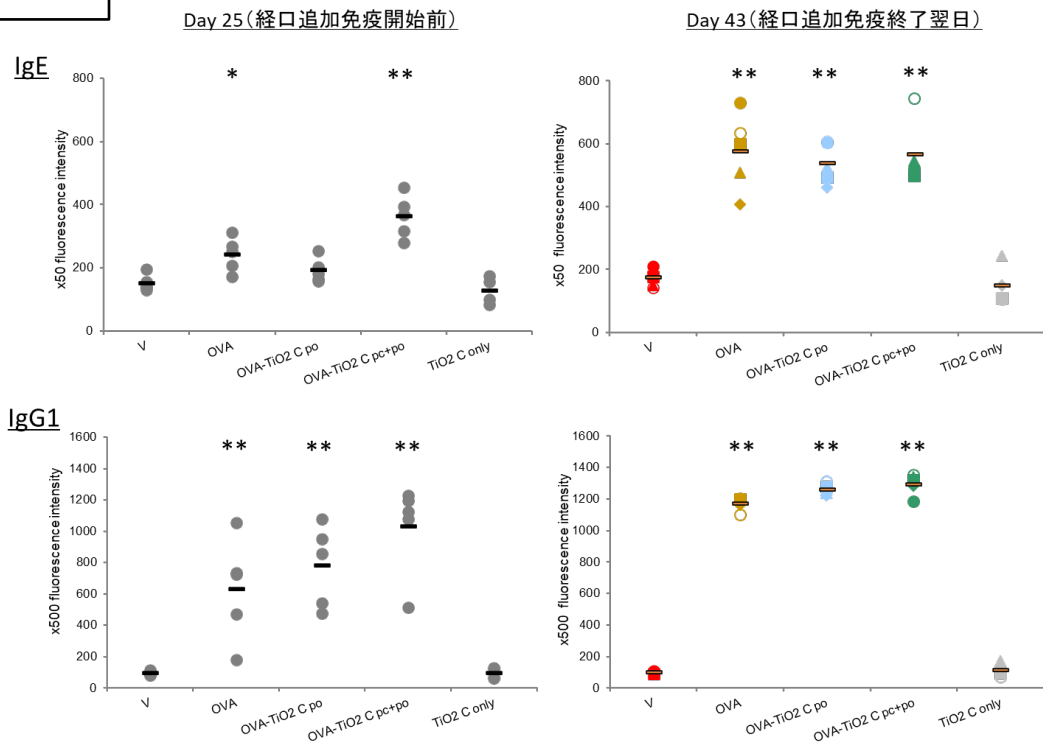 Day 25(経口追加免疫開始前)
Day 43(経口追加免疫終了翌日)
IgE
*
**
800
600
400
200
0
x50 fluorescence intensity
V
OVA
OVA-TiO2 C po
OVA-TiO2 C pc+po
TiO2 C only
**
**
**
800
600
400
200
0
x50 fluorescence intensity
V
OVA
OVA-TiO2 C po
OVA-TiO2 C pc+po
TiO2 C only
IgG1
**
**
**
1600
1400
1200
1000
800
600
400
200
0
x500 fluorescence intensity
V
OVA
OVA-TiO2 C po
OVA-TiO2 C pc+po
TiO2 C only
**
**
**
1600
1400
1200
1000
800
600
400
200
0
x500 fluorescence intensity
V
OVA
OVA-TiO2 C po
OVA-TiO2 C pc+po
TiO2 C only